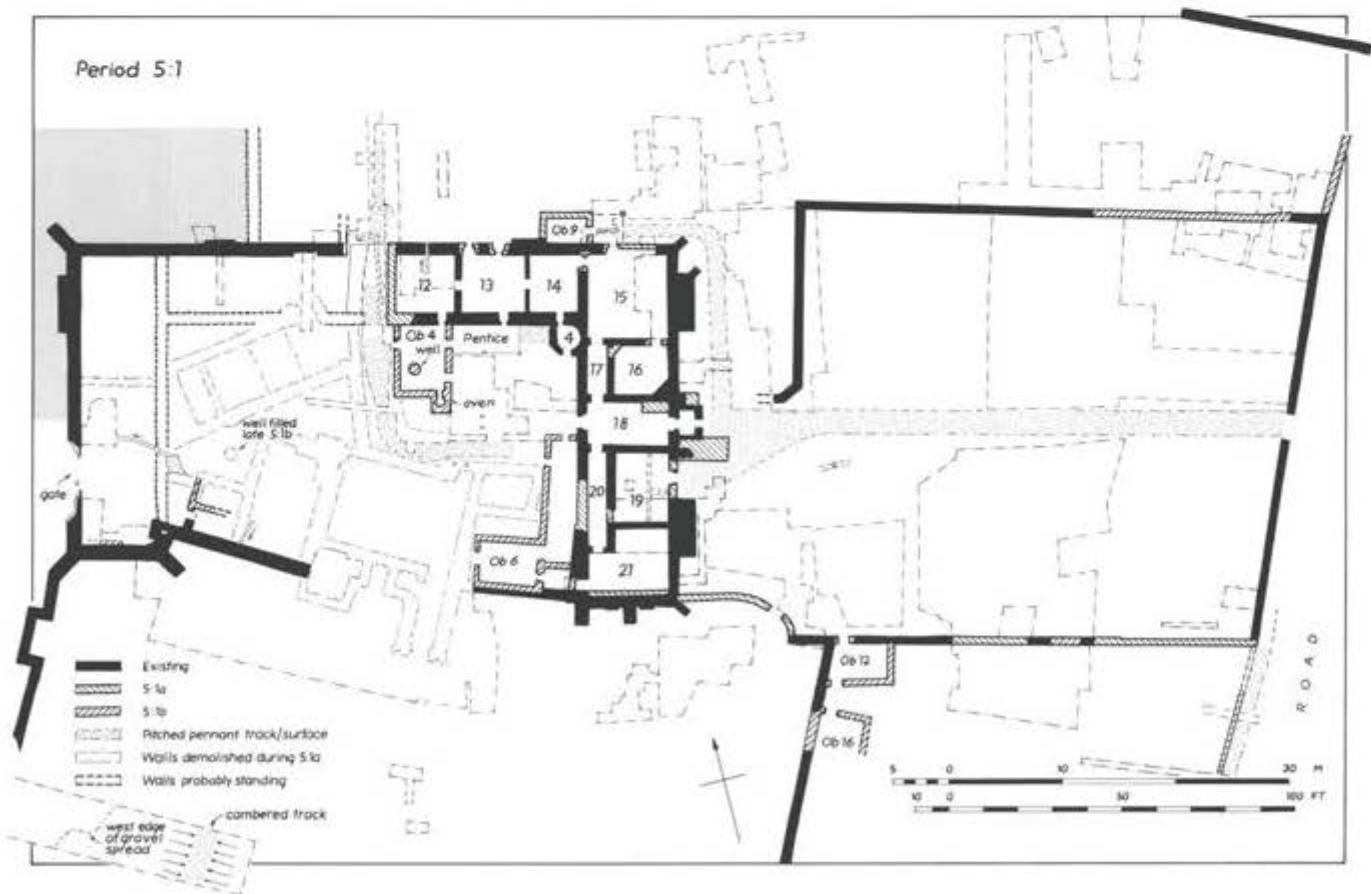 Period 5:1
Ob 9
12
13
14
15
Ob 4
well
Pentice
4
17
16
oven
18
well filled
late 5.1b
gate
20
19
Ob 6
21
Existing
5·1a
5·1b
Pitched pennant track/surface
Walls demolished during 5.1a
Walls probably standing
Ob 12
Ob 16
ROAD
5 0 10 30 M
10 0 50 100 FT
cambered track
west edge
of gravel
spread